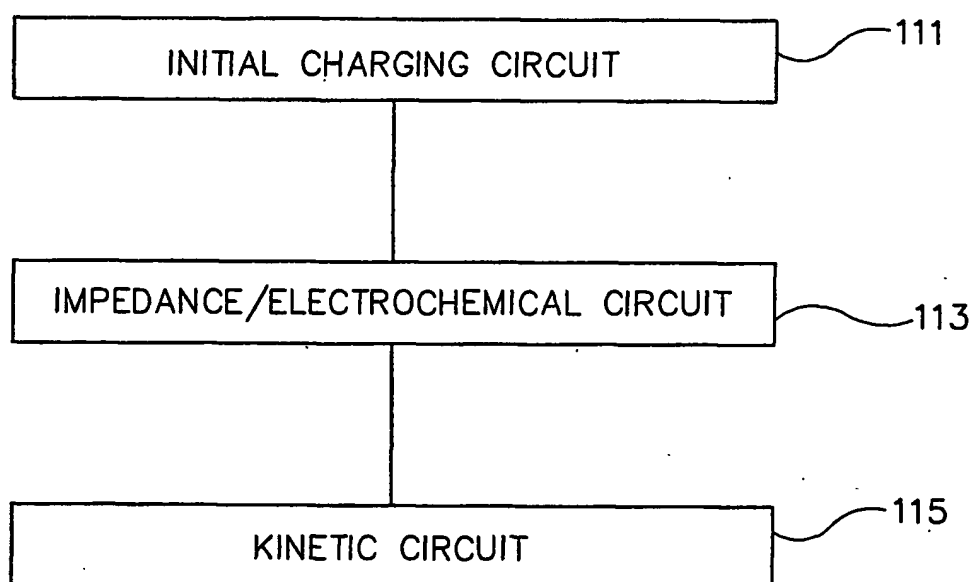 INITIAL CHARGING CIRCUIT
111
IMPEDANCE/ELECTROCHEMICAL CIRCUIT
113
KINETIC CIRCUIT
115